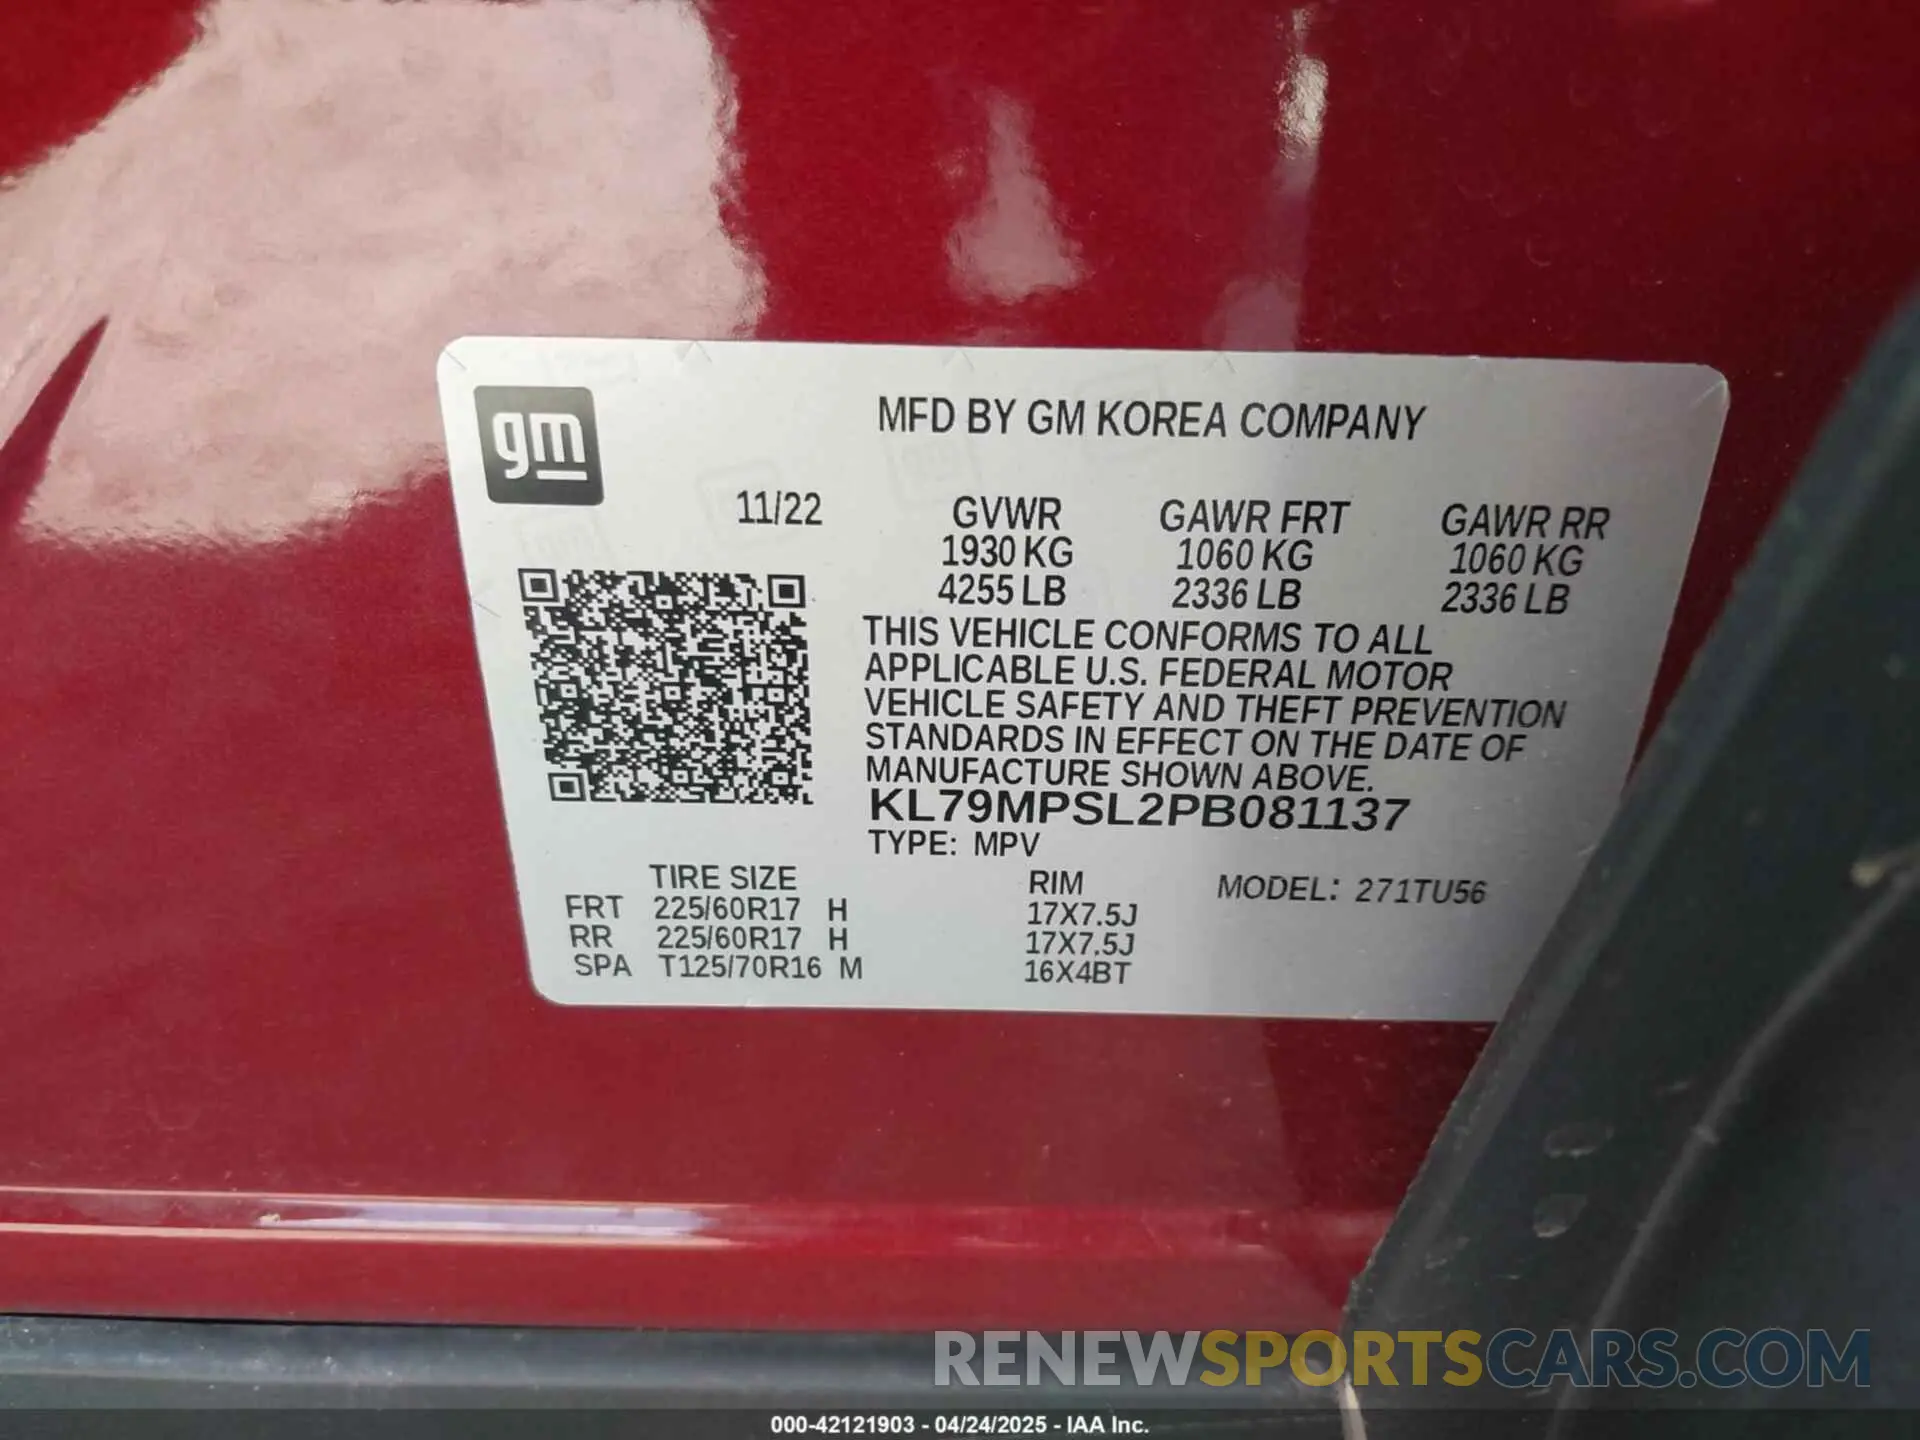 gm
MFD BY GM KOREA COMPANY
11/22 GVWR GAWR FRT GAWR RR
1930 KG 1060 KG 1060 KG
4255 LB 2336 LB 2336 LB
THIS VEHICLE CONFORMS TO ALL
APPLICABLE U.S. FEDERAL MOTOR
VEHICLE SAFETY AND THEFT PREVENTION
STANDARDS IN EFFECT ON THE DATE OF
MANUFACTURE SHOWN ABOVE.
KL79MPSL2PB081137
TYPE: MPV
TIRE SIZE RIM MODEL: 271TU56
FRT 225/60R17 H 17X7.5J
RR 225/60R17 H 17X7.5J
SPA T125/70R16 M 16X4BT
RENEWSPORTSCARS.COM
000-42121903 - 04/24/2025 - IAA Inc.